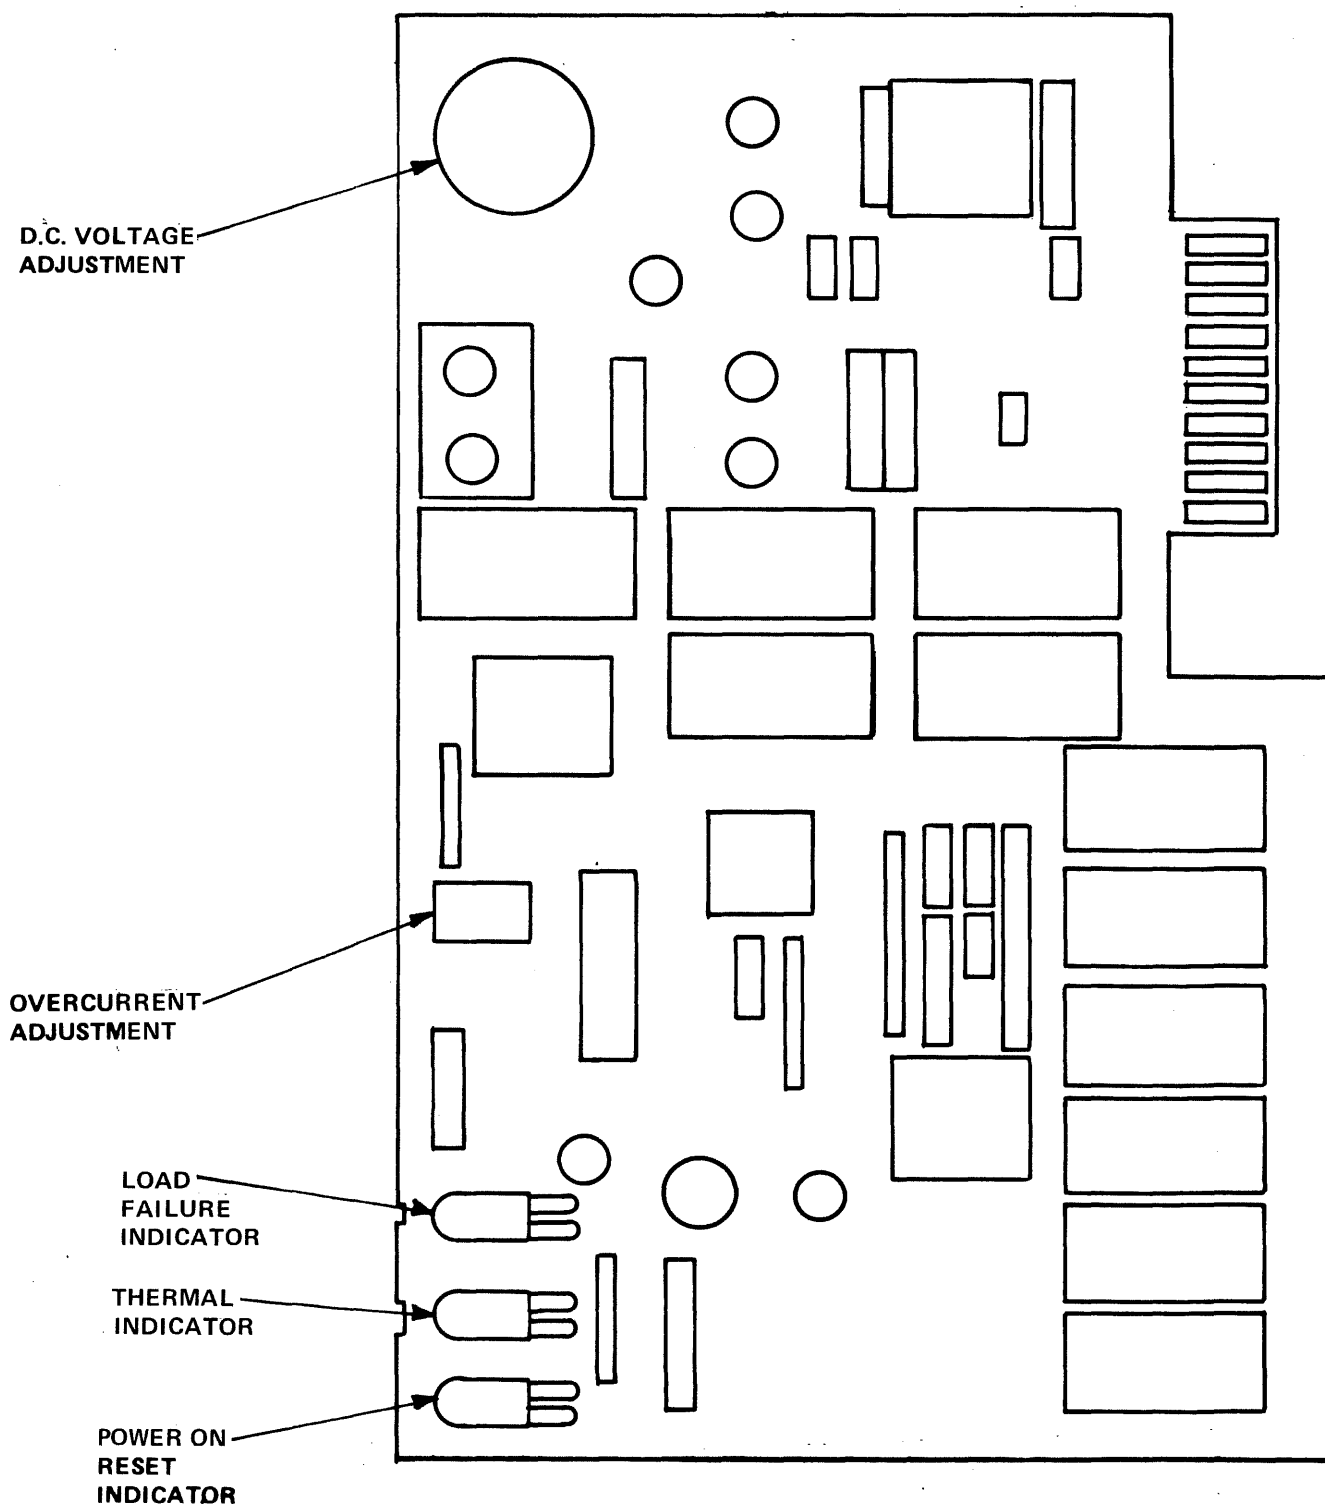 D.C. VOLTAGE
ADJUSTMENT
OVERCURRENT
ADJUSTMENT
LOAD
FAILURE
INDICATOR
THERMAL
INDICATOR
POWER ON
RESET
INDICATOR